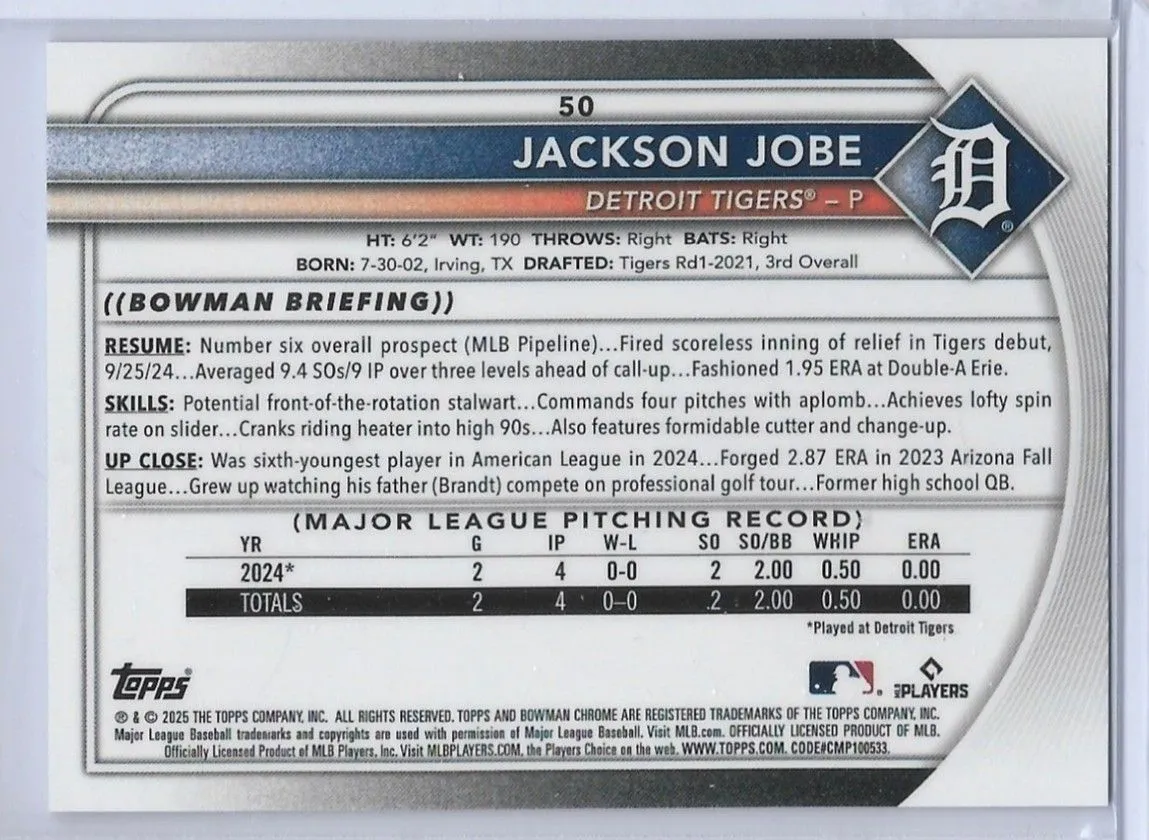 50
JACKSON JOBE
DETROIT TIGERS® – P
D
®
HT: 6'2" WT: 190 THROWS: Right BATS: Right
BORN: 7-30-02, Irving, TX DRAFTED: Tigers Rd1-2021, 3rd Overall
((BOWMAN BRIEFING))
RESUME: Number six overall prospect (MLB Pipeline)...Fired scoreless inning of relief in Tigers debut,
9/25/24...Averaged 9.4 SOs/9 IP over three levels ahead of call-up...Fashioned 1.95 ERA at Double-A Erie.
SKILLS: Potential front-of-the-rotation stalwart...Commands four pitches with aplomb...Achieves lofty spin
rate on slider...Cranks riding heater into high 90s...Also features formidable cutter and change-up.
UP CLOSE: Was sixth-youngest player in American League in 2024...Forged 2.87 ERA in 2023 Arizona Fall
League...Grew up watching his father (Brandt) compete on professional golf tour...Former high school QB.
(MAJOR LEAGUE PITCHING RECORD)
YR G IP W-L SO SO/BB WHIP ERA
2024* 2 4 0-0 2 2.00 0.50 0.00
TOTALS 2 4 0–0 2 2.00 0.50 0.00
*Played at Detroit Tigers
Topps®
MLB PLAYERS
® & © 2025 THE TOPPS COMPANY, INC. ALL RIGHTS RESERVED. TOPPS AND BOWMAN CHROME ARE REGISTERED TRADEMARKS OF THE TOPPS COMPANY, INC.
Major League Baseball trademarks and copyrights are used with permission of Major League Baseball. Visit MLB.com. OFFICIALLY LICENSED PRODUCT OF MLB.
Officially Licensed Product of MLB Players, Inc. Visit MLBPLAYERS.COM, the Players Choice on the web. WWW.TOPPS.COM. CODE#CMP100533.